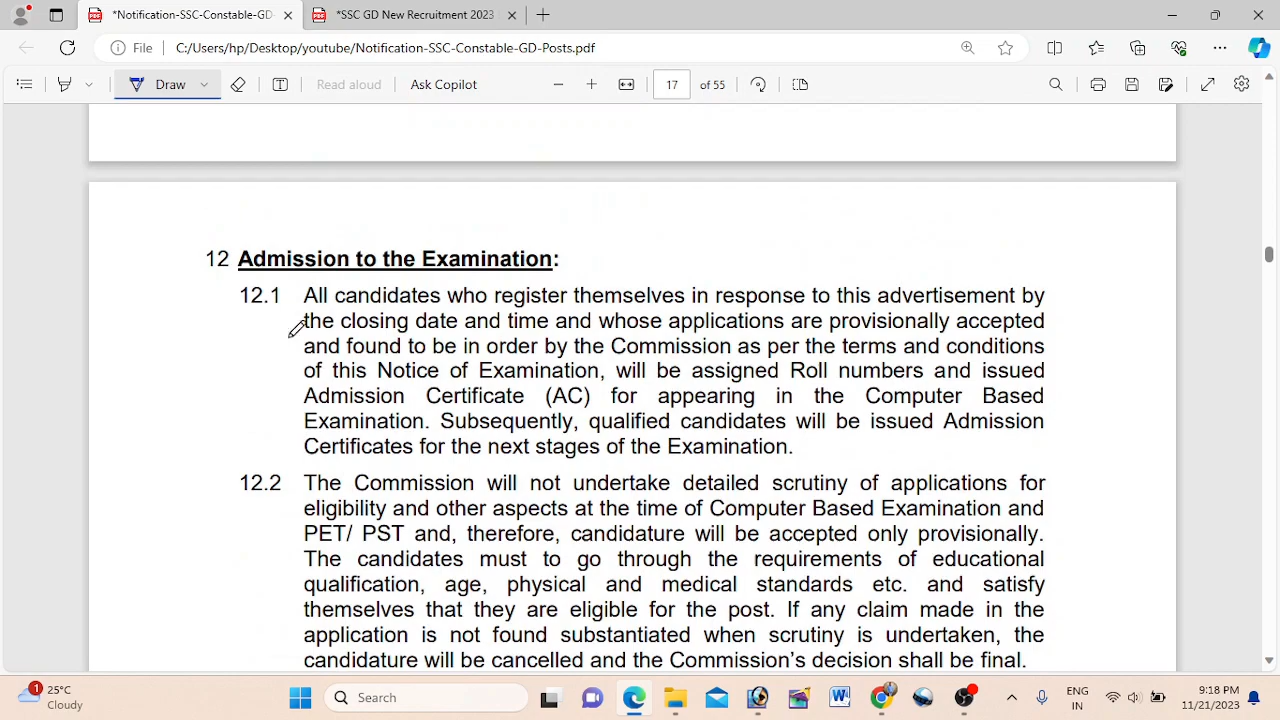 *Notification-SSC-Constable-GD-
*SSC GD New Recruitment 2023
File
C:/Users/hp/Desktop/youtube/Notification-SSC-Constable-GD-Posts.pdf
Draw
Read aloud
Ask Copilot
17
of 55
12 Admission to the Examination:
12.1 All candidates who register themselves in response to this advertisement by
the closing date and time and whose applications are provisionally accepted
and found to be in order by the Commission as per the terms and conditions
of this Notice of Examination, will be assigned Roll numbers and issued
Admission Certificate (AC) for appearing in the Computer Based
Examination. Subsequently, qualified candidates will be issued Admission
Certificates for the next stages of the Examination.
12.2 The Commission will not undertake detailed scrutiny of applications for
eligibility and other aspects at the time of Computer Based Examination and
PET/ PST and, therefore, candidature will be accepted only provisionally.
The candidates must to go through the requirements of educational
qualification, age, physical and medical standards etc. and satisfy
themselves that they are eligible for the post. If any claim made in the
application is not found substantiated when scrutiny is undertaken, the
candidature will be cancelled and the Commission's decision shall be final.
1
25°C
Cloudy
Search
ENG
IN
9:18 PM
11/21/2023